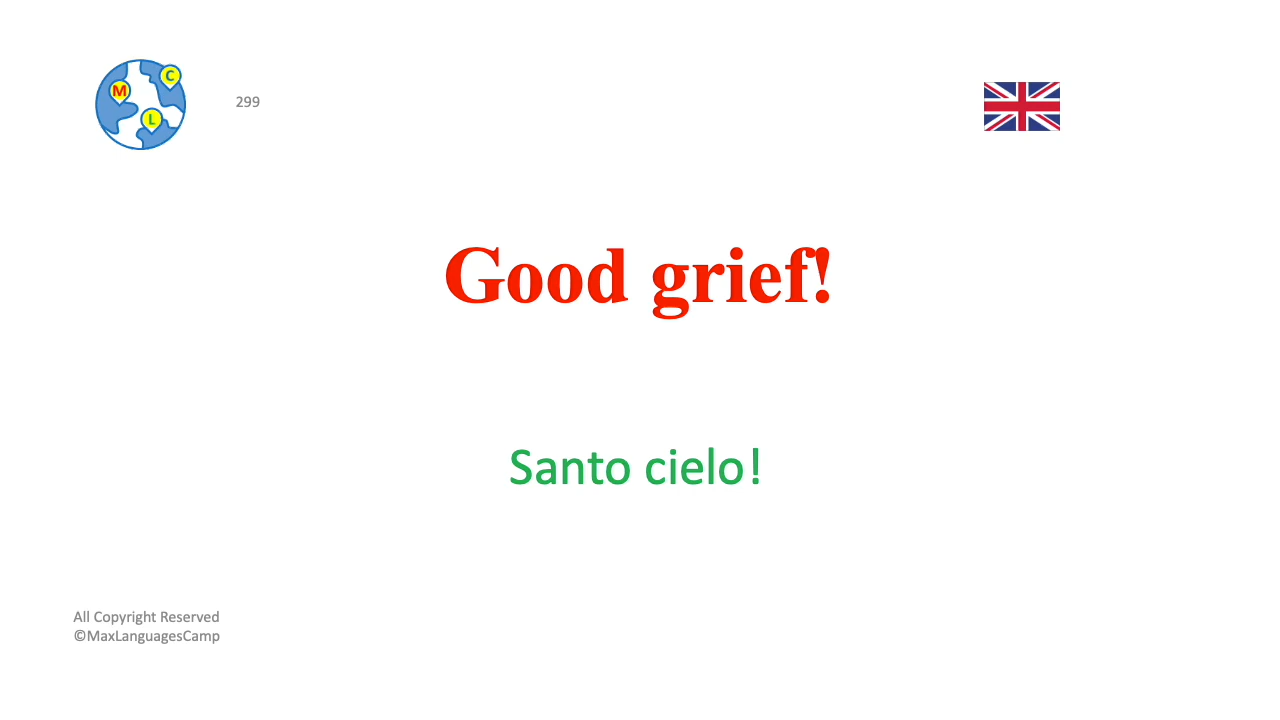 C
M
L
299
Good grief!
Santo cielo!
All Copyright Reserved
©MaxLanguagesCamp